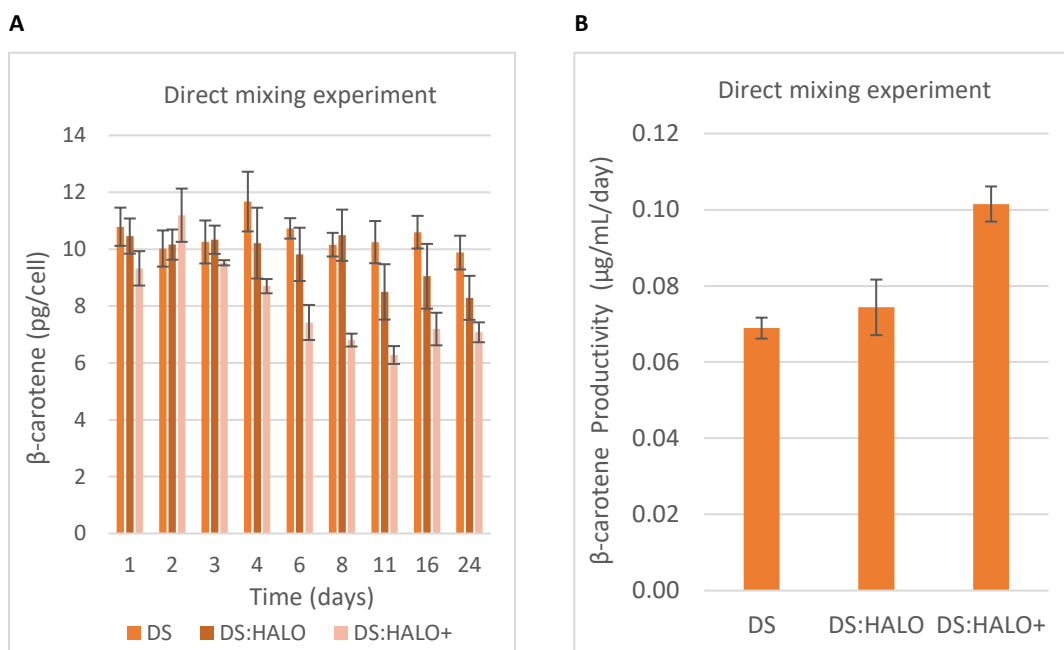 A
B
Direct mixing experiment
β-carotene (pg/cell)
14
12
10
8
6
4
2
0
1 2 3 4 6 8 11 16 24
Time (days)
DS DS:HALO DS:HALO+
Direct mixing experiment
β-carotene Productivity (µg/mL/day)
0.12
0.10
0.08
0.06
0.04
0.02
0.00
DS DS:HALO DS:HALO+